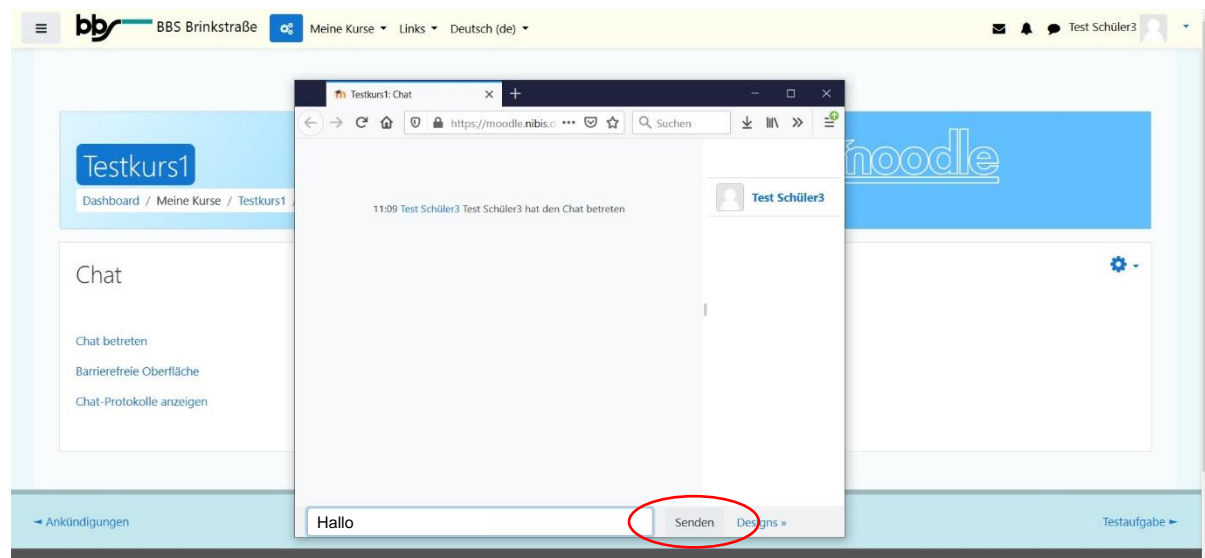 bbs BBS Brinkstraße Meine Kurse Links Deutsch (de) Test Schüler3
Testkurs1: Chat
https://moodle.nibis.d Suchen
moodle
Testkurs1
Dashboard / Meine Kurse / Testkurs1 /
Test Schüler3
11:09 Test Schüler3 Test Schüler3 hat den Chat betreten
Chat
Chat betreten
Barrierefreie Oberfläche
Chat-Protokolle anzeigen
◄ Ankündigungen
Hallo Senden Designs »
Testaufgabe ►